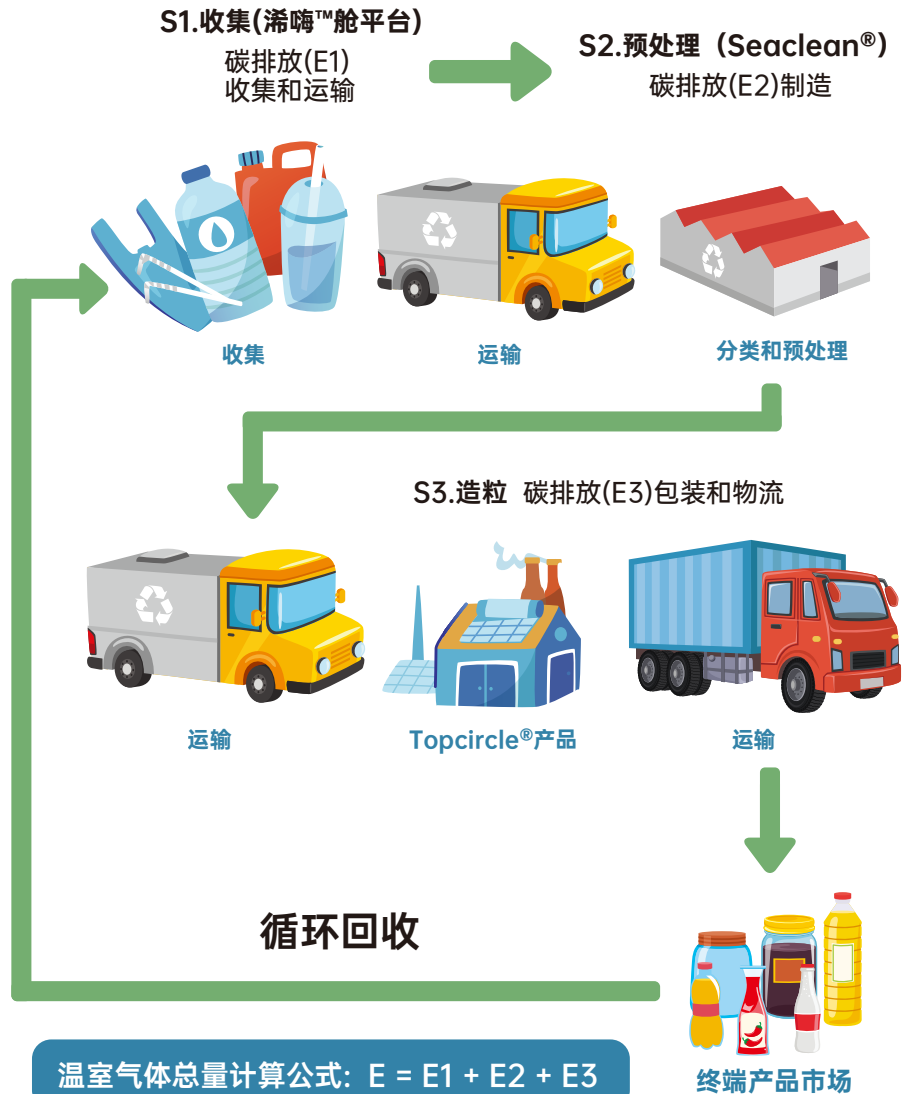 S1.收集(浠嗨™舱平台)
碳排放(E1)
收集和运输
S2.预处理（Seaclean®）
碳排放(E2)制造
收集
运输
分类和预处理
S3.造粒 碳排放(E3)包装和物流
运输
Topcircle®产品
运输
循环回收
温室气体总量计算公式: E = E1 + E2 + E3
终端产品市场